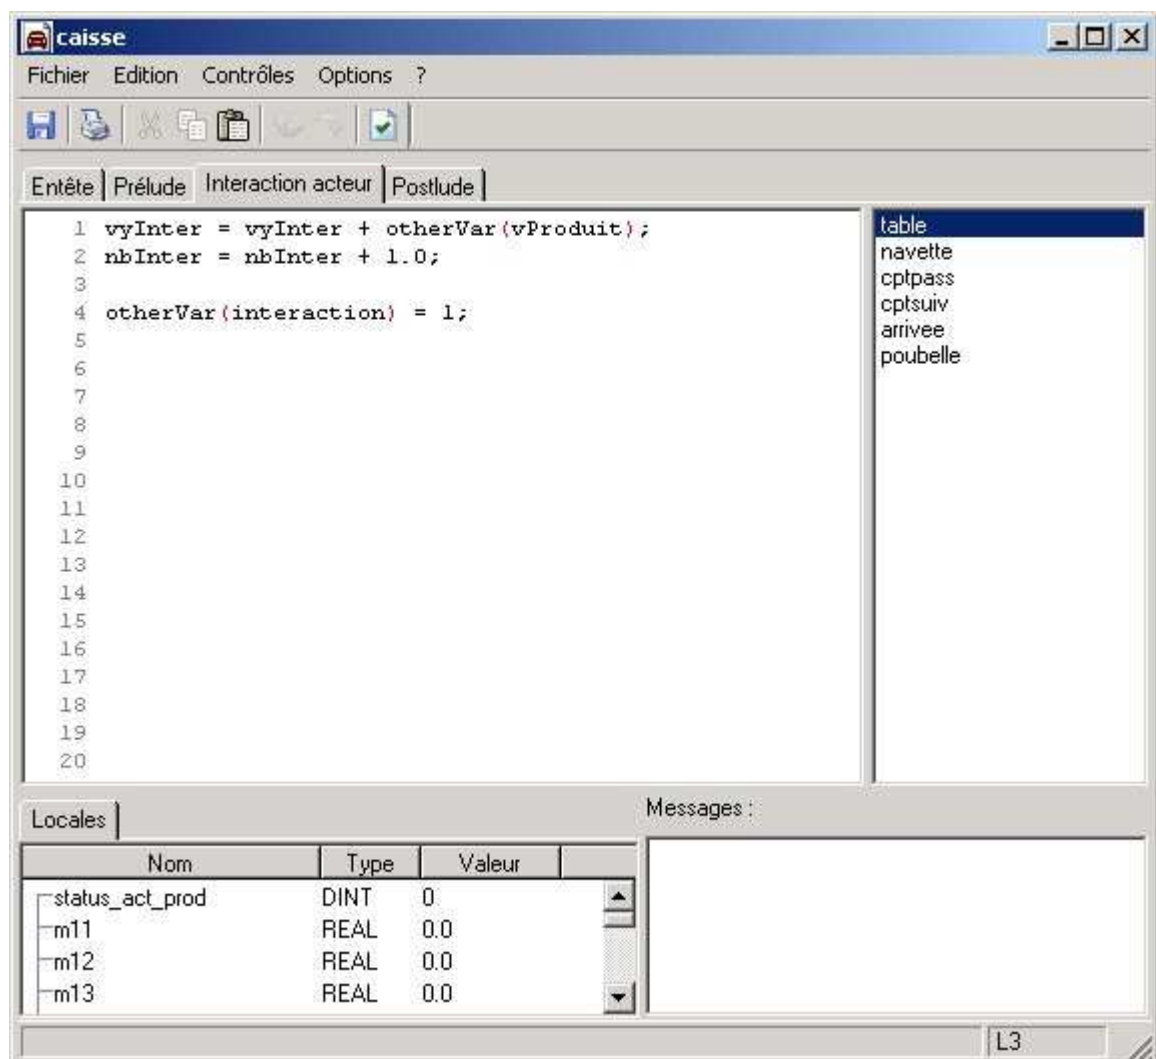 caisse
Fichier Edition Contrôles Options ?
Entête Prélude Interaction acteur Postlude
1 vyInter = vyInter + otherVar(vProduit);
2 nbInter = nbInter + 1.0;
3
4 otherVar(interaction) = 1;
5
6
7
8
9
10
11
12
13
14
15
16
17
18
19
20
table
navette
cptpass
cptsuiv
arrivee
poubelle
Locales
Nom Type Valeur
status_act_prod DINT 0
m11 REAL 0.0
m12 REAL 0.0
m13 REAL 0.0
Messages :
L3